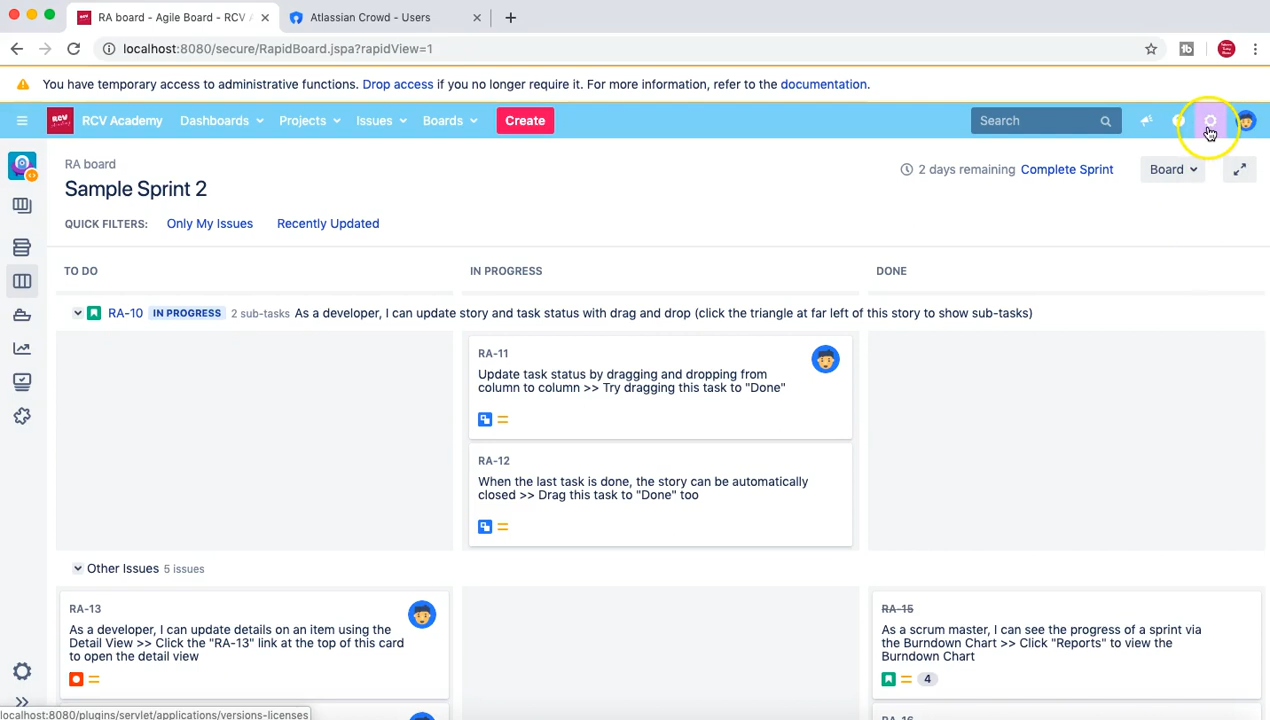 RA board - Agile Board - RCV A
Atlassian Crowd - Users
localhost:8080/secure/RapidBoard.jspa?rapidView=1
You have temporary access to administrative functions. Drop access if you no longer require it. For more information, refer to the documentation.
RCV RCV Academy Dashboards Projects Issues Boards Create Search
RA board
Sample Sprint 2
2 days remaining Complete Sprint Board
QUICK FILTERS: Only My Issues Recently Updated
TO DO IN PROGRESS DONE
RA-10 IN PROGRESS 2 sub-tasks As a developer, I can update story and task status with drag and drop (click the triangle at far left of this story to show sub-tasks)
RA-11
Update task status by dragging and dropping from
column to column >> Try dragging this task to "Done"
RA-12
When the last task is done, the story can be automatically
closed >> Drag this task to "Done" too
Other Issues 5 issues
RA-13
As a developer, I can update details on an item using the
Detail View >> Click the "RA-13" link at the top of this card
to open the detail view
RA-15
As a scrum master, I can see the progress of a sprint via
the Burndown Chart >> Click "Reports" to view the
Burndown Chart
4
localhost:8080/plugins/servlet/applications/versions-licenses